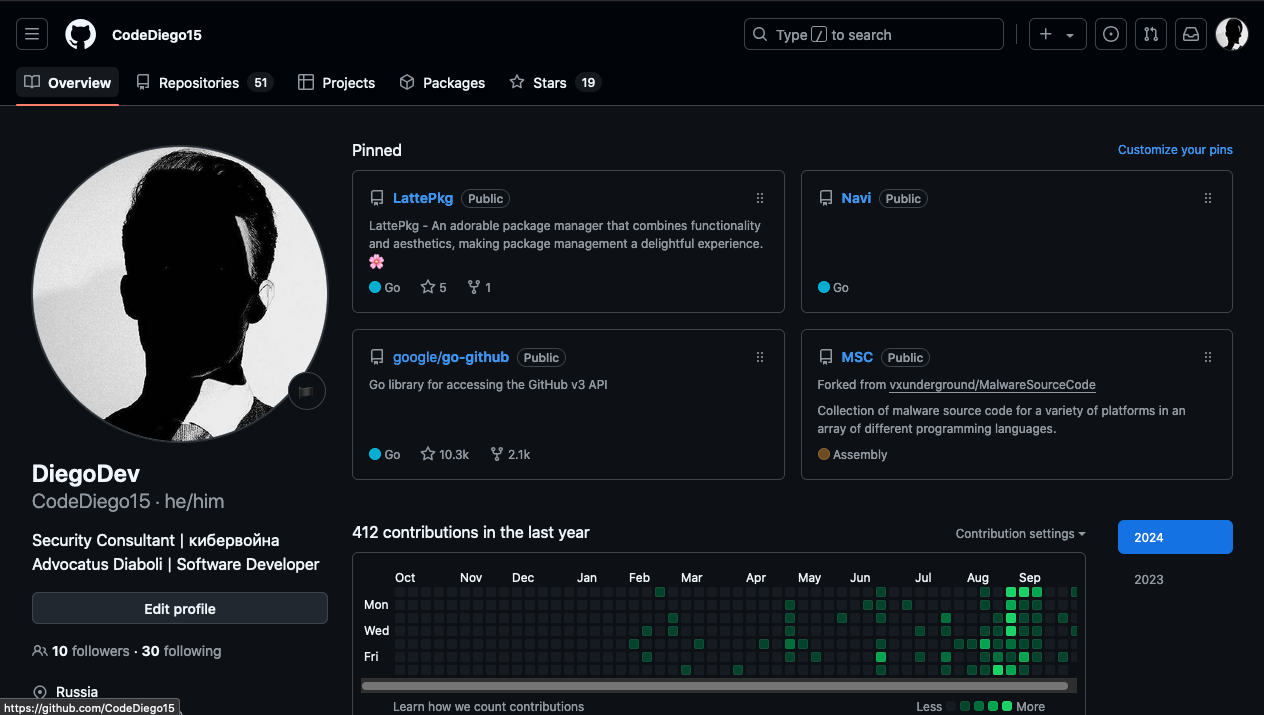 CodeDiego15
Type / to search
Overview
Repositories 51
Projects
Packages
Stars 19
Pinned
Customize your pins
LattePkg Public
LattePkg - An adorable package manager that combines functionality
and aesthetics, making package management a delightful experience.
🌸
Go 5 1
Navi Public
Go
google/go-github Public
Go library for accessing the GitHub v3 API
Go 10.3k 2.1k
MSC Public
Forked from vxunderground/MalwareSourceCode
Collection of malware source code for a variety of platforms in an
array of different programming languages.
Assembly
DiegoDev
CodeDiego15 · he/him
Security Consultant | кибервойна
Advocatus Diaboli | Software Developer
Edit profile
10 followers · 30 following
Russia
https://github.com/CodeDiego15
412 contributions in the last year
Contribution settings
2024
2023
Oct Nov Dec Jan Feb Mar Apr May Jun Jul Aug Sep
Mon
Wed
Fri
Learn how we count contributions
Less More